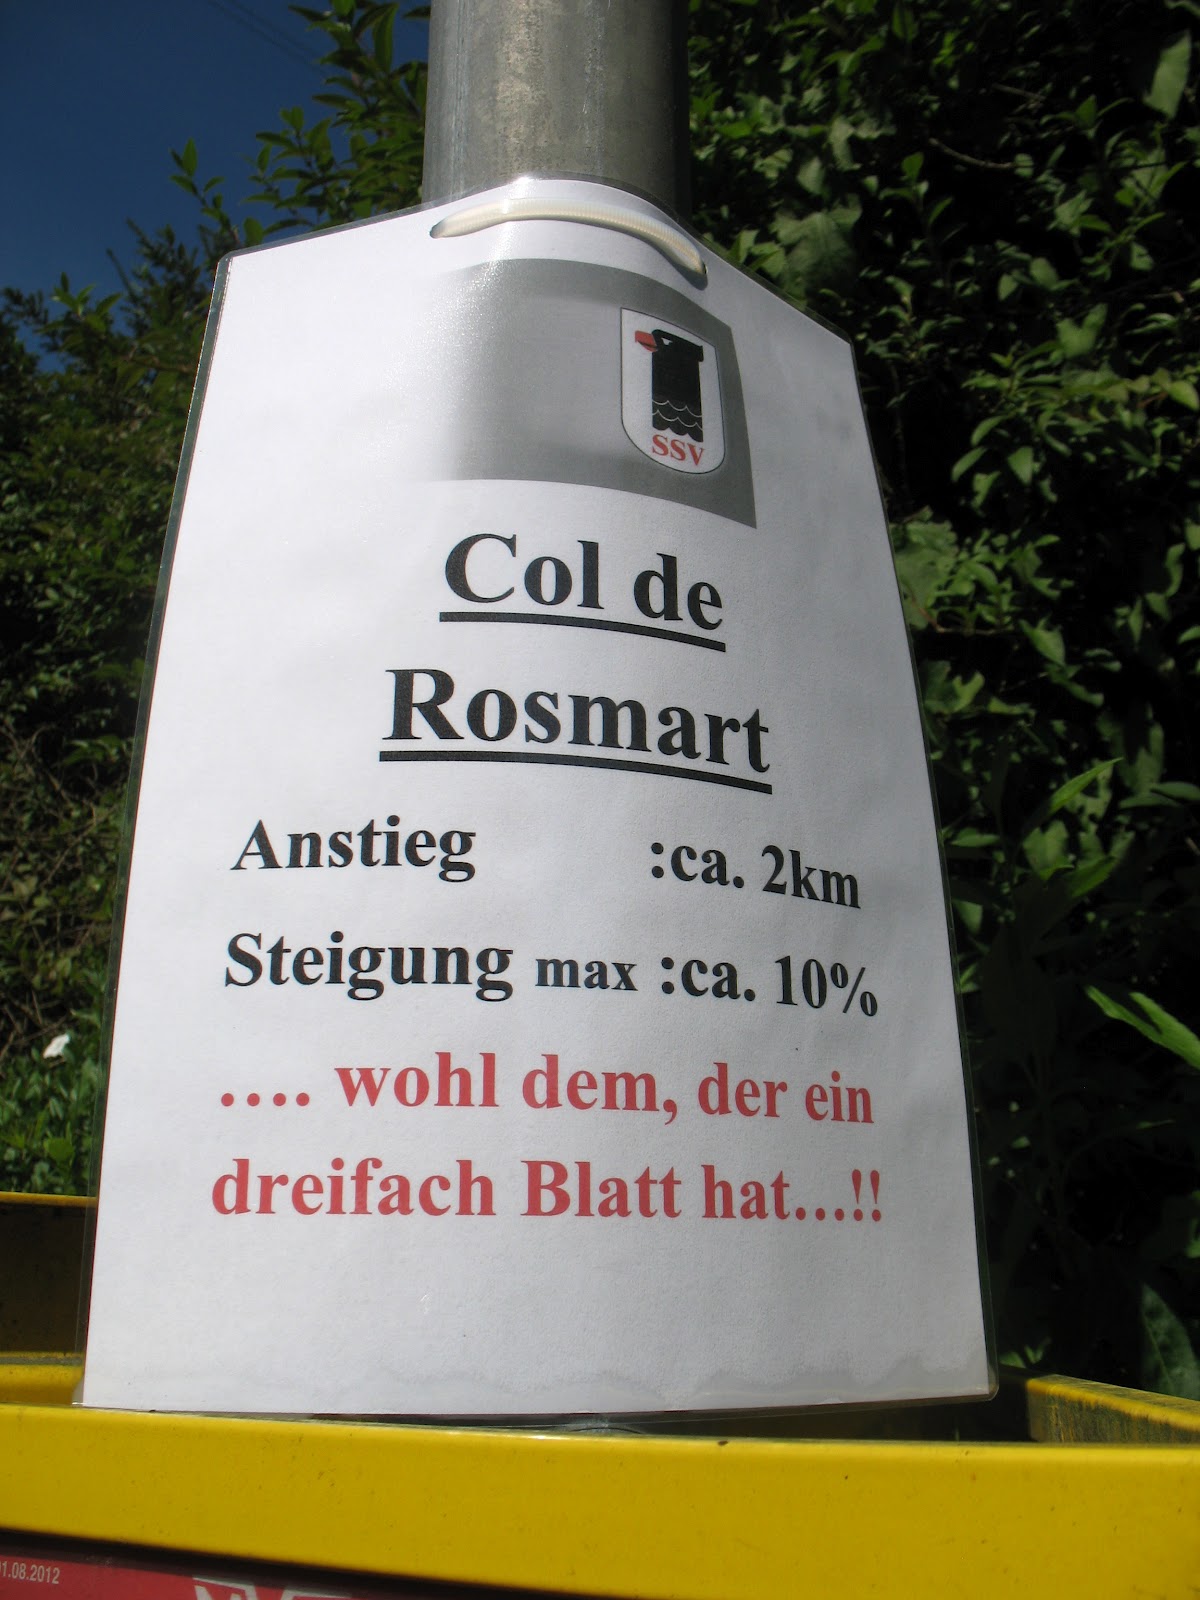 SSV
Col de
Rosmart
Anstieg :ca. 2km
Steigung max :ca. 10%
.... wohl dem, der ein
dreifach Blatt hat...!!
1.08.2012